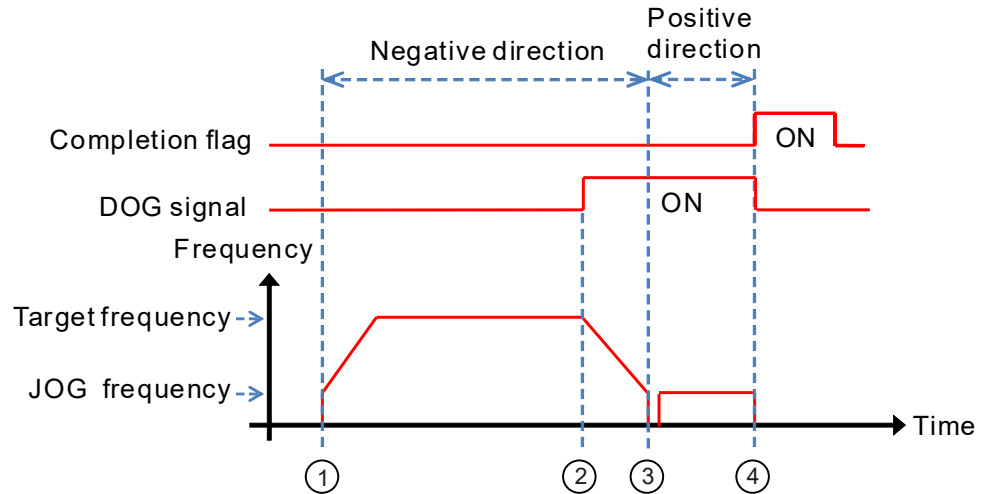 Positive
Negative direction
direction
Completion flag
ON
DOG signal
ON
Frequency
Target frequency
JOG frequency
Time
1
2
3
4